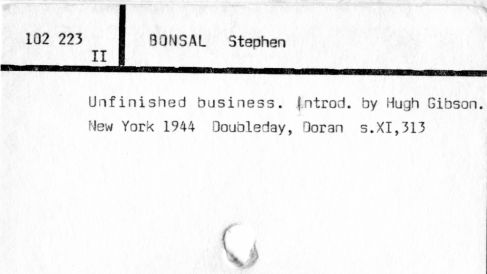 102 223 BONSAL Stephen
II
Unfinished business. Introd. by Hugh Gibson.
New York 1944 Doubleday, Doran s.XI,313